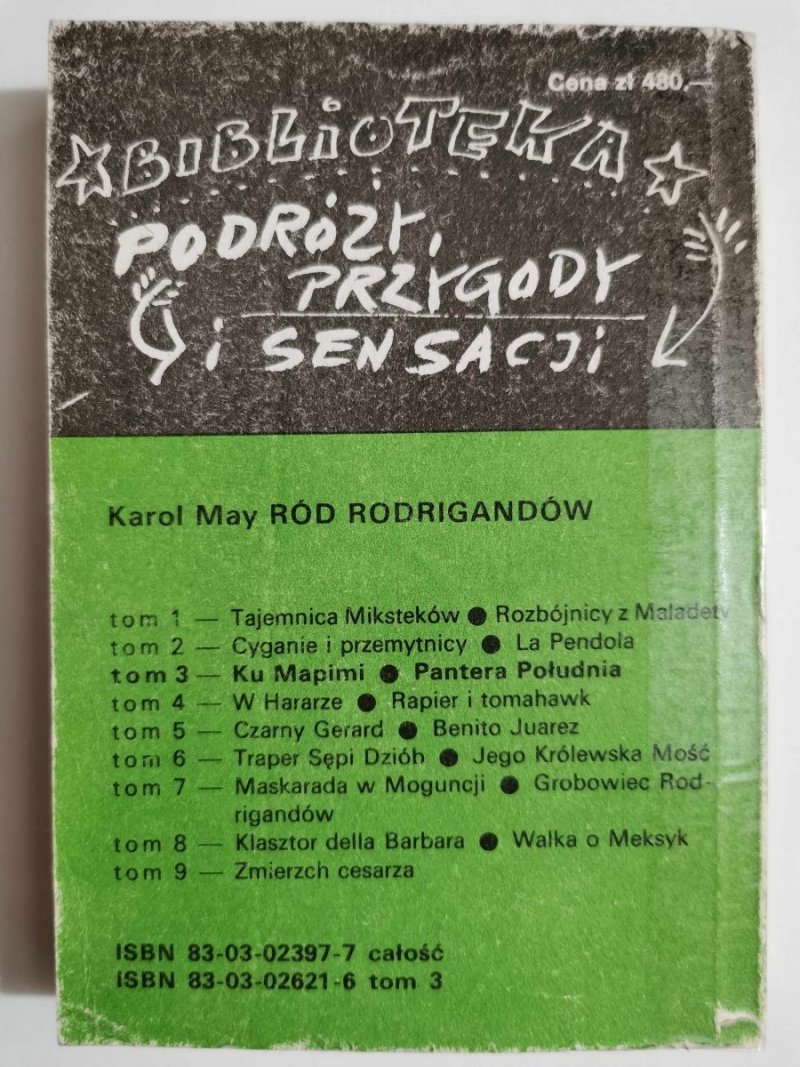 Cena zł 480,—
BIBLIOTEKA
PODRÓŻY,
PRZYGODY
i SENSACJi
Karol May RÓD RODRIGANDÓW
tom 1 — Tajemnica Miksteków ● Rozbójnicy z Maladety
tom 2 — Cyganie i przemytnicy ● La Pendola
tom 3 — Ku Mapimi ● Pantera Południa
tom 4 — W Hararze ● Rapier i tomahawk
tom 5 — Czarny Gerard ● Benito Juarez
tom 6 — Traper Sępi Dziób ● Jego Królewska Mość
tom 7 — Maskarada w Moguncji ● Grobowiec Rod-
rigandów
tom 8 — Klasztor della Barbara ● Walka o Meksyk
tom 9 — Zmierzch cesarza
ISBN 83-03-02397-7 całość
ISBN 83-03-02621-6 tom 3